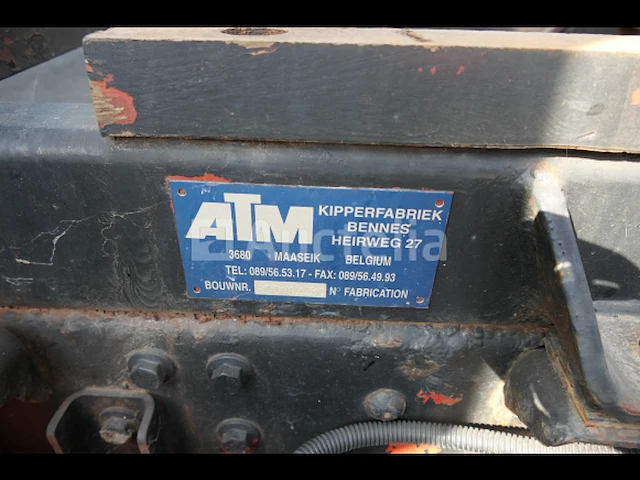 ATM
KIPPERFABRIEK
BENNES
HEIRWEG 27
3680 MAASEIK BELGIUM
TEL: 089/56.53.17 - FAX: 089/56.49.93
BOUWNR. N° FABRICATION
Auctelia